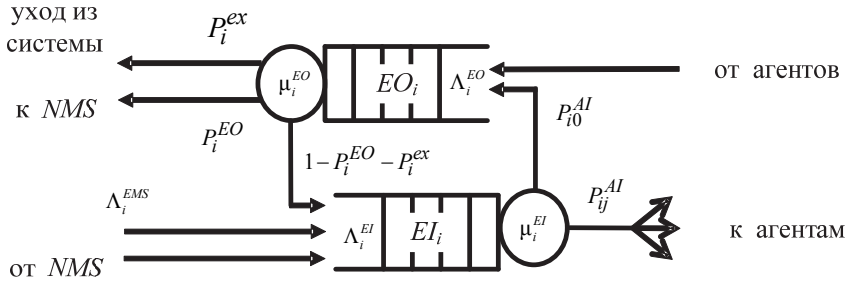 уход из
системы
P_i^{ex}
μ_i^{EO}
EO_i
Λ_i^{EO}
от агентов
к NMS
P_i^{EO}
P_{i0}^{AI}
1 − P_i^{EO} − P_i^{ex}
Λ_i^{EMS}
Λ_i^{EI}
EI_i
μ_i^{EI}
P_{ij}^{AI}
к агентам
от NMS